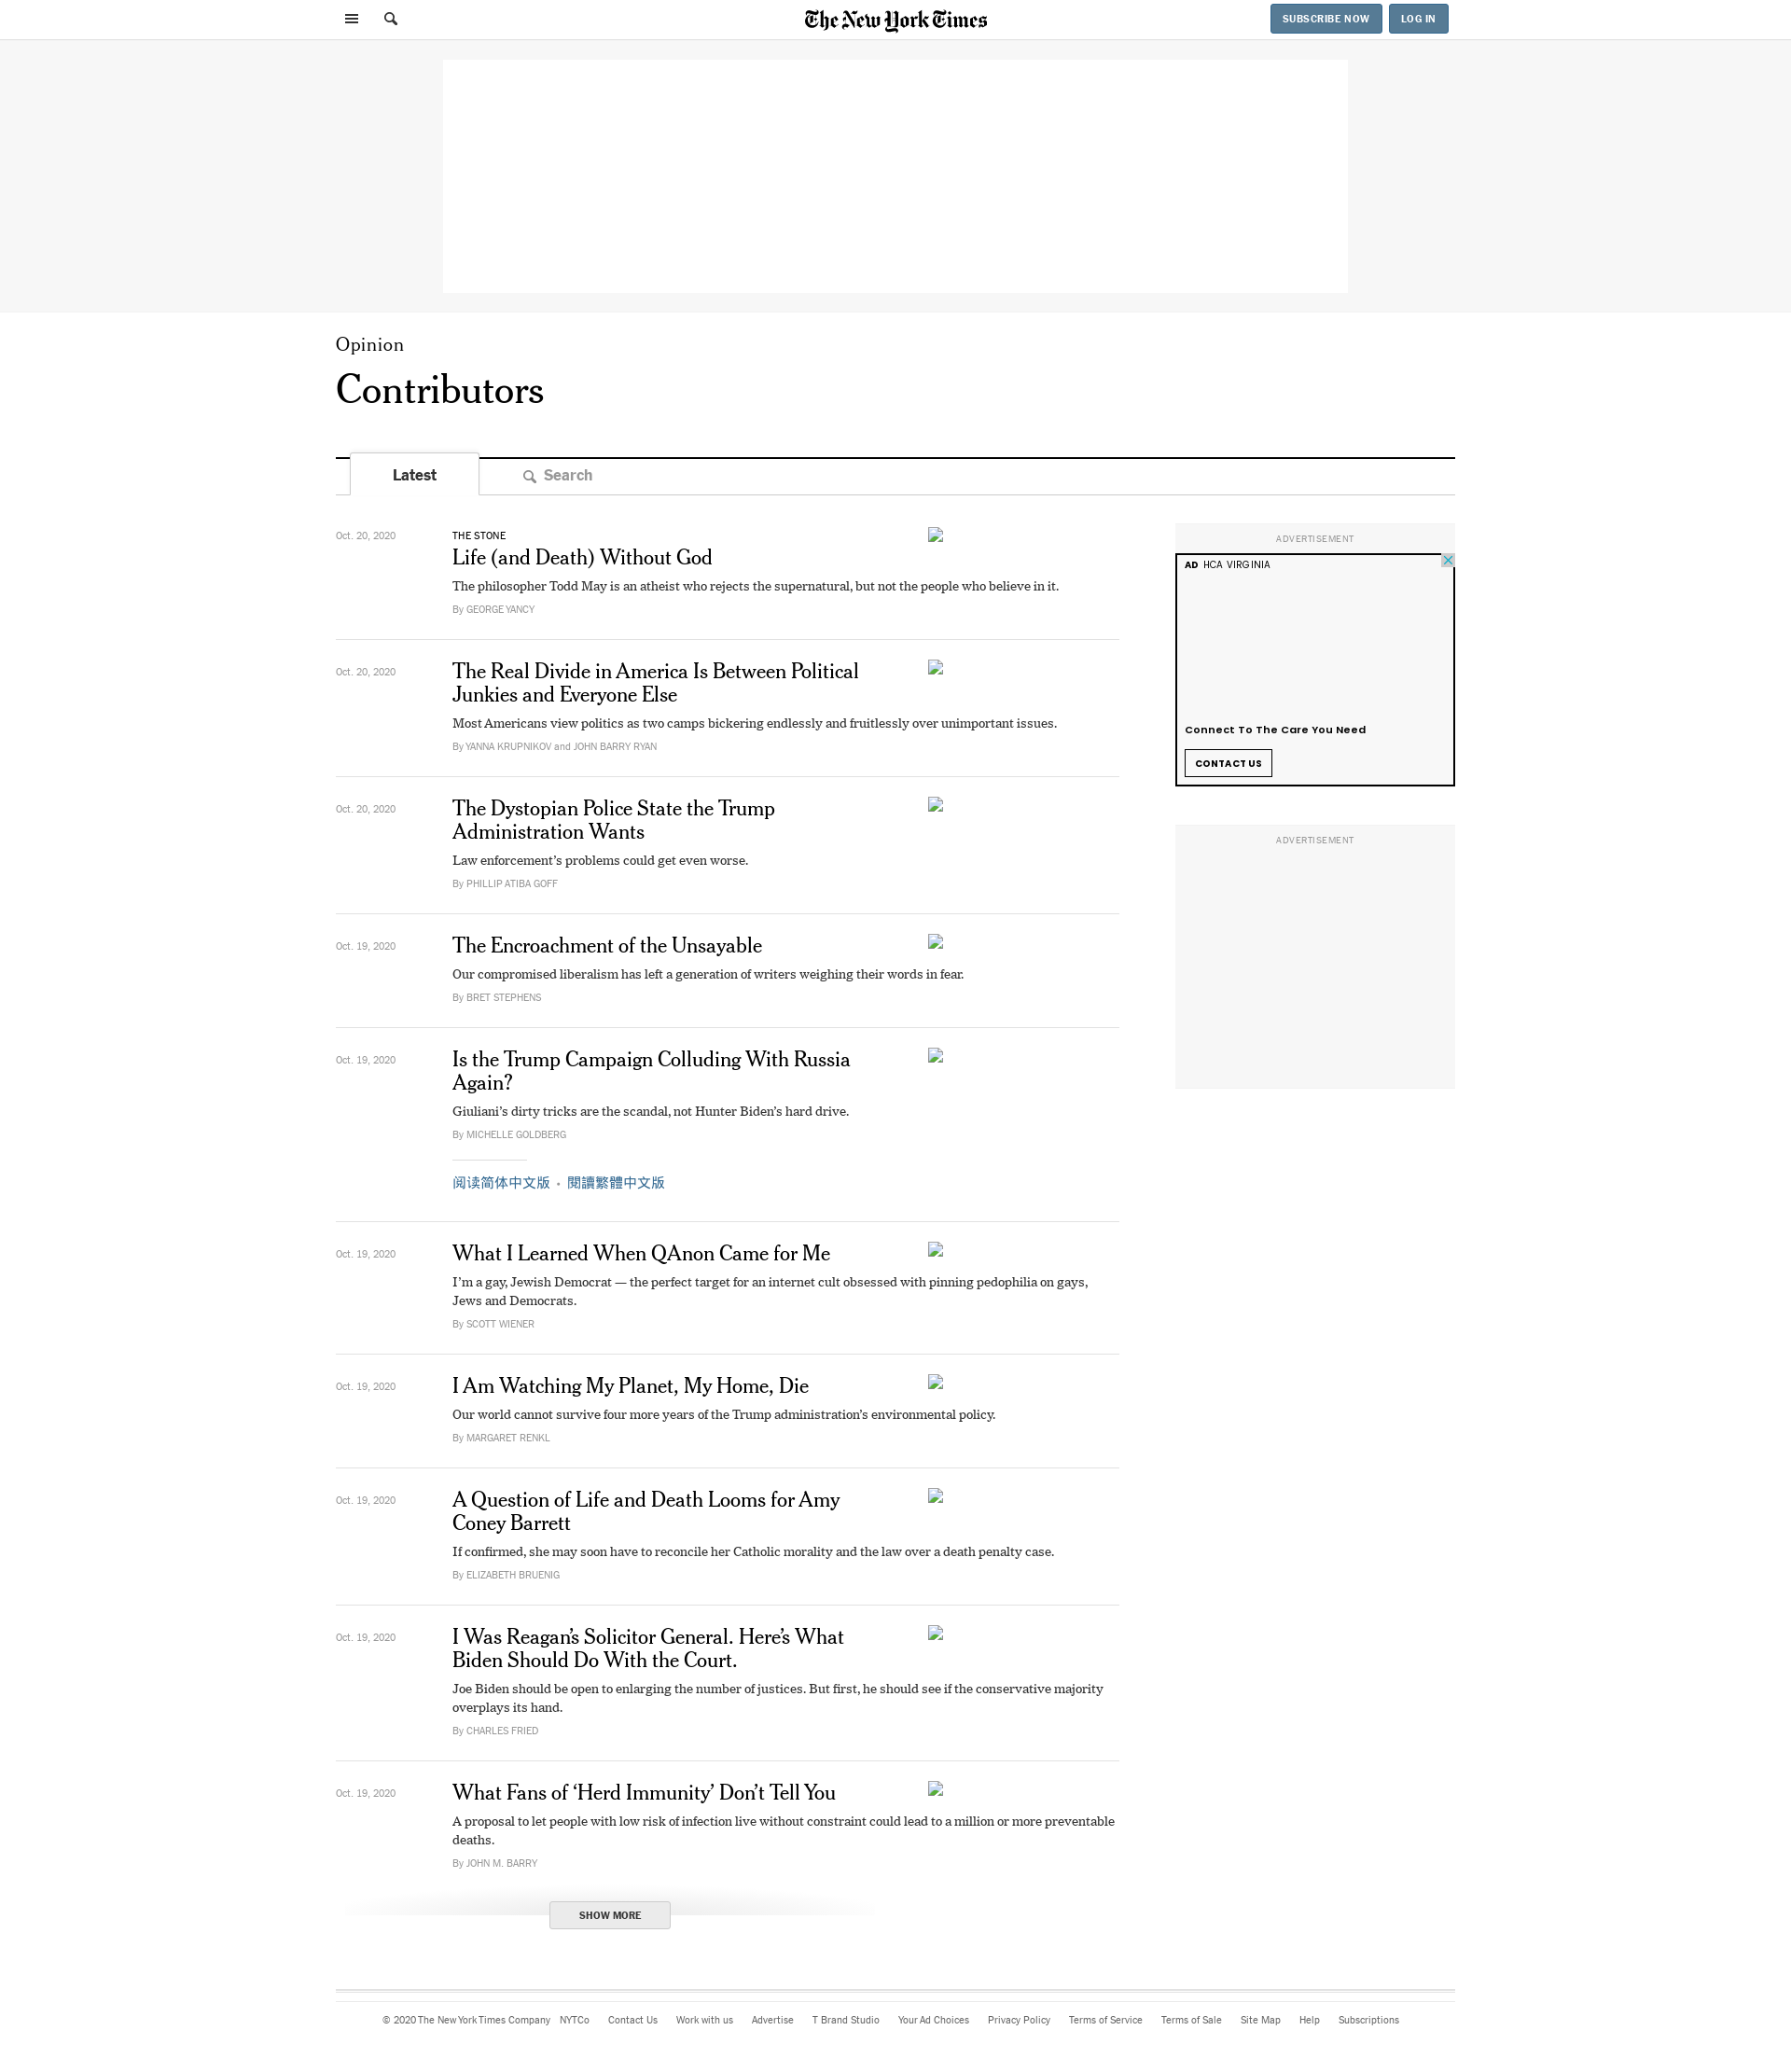 The New York Times
SUBSCRIBE NOW
LOG IN
Opinion
Contributors
Latest
Search
Oct. 20, 2020
THE STONE
Life (and Death) Without God
The philosopher Todd May is an atheist who rejects the supernatural, but not the people who believe in it.
By GEORGE YANCY
Oct. 20, 2020
The Real Divide in America Is Between Political
Junkies and Everyone Else
Most Americans view politics as two camps bickering endlessly and fruitlessly over unimportant issues.
By YANNA KRUPNIKOV and JOHN BARRY RYAN
Oct. 20, 2020
The Dystopian Police State the Trump
Administration Wants
Law enforcement’s problems could get even worse.
By PHILLIP ATIBA GOFF
Oct. 19, 2020
The Encroachment of the Unsayable
Our compromised liberalism has left a generation of writers weighing their words in fear.
By BRET STEPHENS
Oct. 19, 2020
Is the Trump Campaign Colluding With Russia
Again?
Giuliani’s dirty tricks are the scandal, not Hunter Biden’s hard drive.
By MICHELLE GOLDBERG
阅读简体中文版 • 閱讀繁體中文版
Oct. 19, 2020
What I Learned When QAnon Came for Me
I’m a gay, Jewish Democrat — the perfect target for an internet cult obsessed with pinning pedophilia on gays,
Jews and Democrats.
By SCOTT WIENER
Oct. 19, 2020
I Am Watching My Planet, My Home, Die
Our world cannot survive four more years of the Trump administration’s environmental policy.
By MARGARET RENKL
Oct. 19, 2020
A Question of Life and Death Looms for Amy
Coney Barrett
If confirmed, she may soon have to reconcile her Catholic morality and the law over a death penalty case.
By ELIZABETH BRUENIG
Oct. 19, 2020
I Was Reagan’s Solicitor General. Here’s What
Biden Should Do With the Court.
Joe Biden should be open to enlarging the number of justices. But first, he should see if the conservative majority
overplays its hand.
By CHARLES FRIED
Oct. 19, 2020
What Fans of ‘Herd Immunity’ Don’t Tell You
A proposal to let people with low risk of infection live without constraint could lead to a million or more preventable
deaths.
By JOHN M. BARRY
SHOW MORE
ADVERTISEMENT
AD HCA VIRGINIA
Connect To The Care You Need
CONTACT US
ADVERTISEMENT
© 2020 The New York Times Company NYTCo Contact Us Work with us Advertise T Brand Studio Your Ad Choices Privacy Policy Terms of Service Terms of Sale Site Map Help Subscriptions